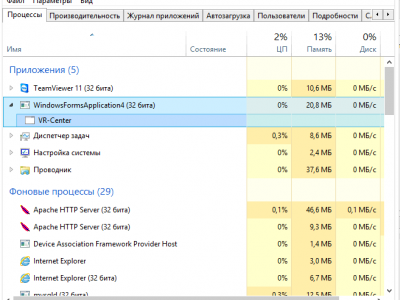 Файл Параметры Вид
Процессы Производительность Журнал приложений Автозагрузка Пользователи Подробности С
2% 13% 0%
Имя Состояние ЦП Память Диск
Приложения (5)
TeamViewer 11 (32 бита) 0% 10,6 МБ 0 МБ/с
WindowsFormsApplication4 (32 бита) 0% 20,8 МБ 0 МБ/с
VR-Center
Диспетчер задач 0,3% 8,6 МБ 0 МБ/с
Настройка системы 0% 2,4 МБ 0 МБ/с
Проводник 0% 37,6 МБ 0 МБ/с
Фоновые процессы (29)
Apache HTTP Server (32 бита) 0,1% 46,6 МБ 0,1 МБ/с
Apache HTTP Server (32 бита) 0% 9,3 МБ 0 МБ/с
Device Association Framework Provider Host 0% 1,4 МБ 0 МБ/с
Internet Explorer 0% 3,0 МБ 0 МБ/с
Internet Explorer 0% 6,7 МБ 0 МБ/с
mysqld (32 бита) 0,3% 12,5 МБ 0 МБ/с